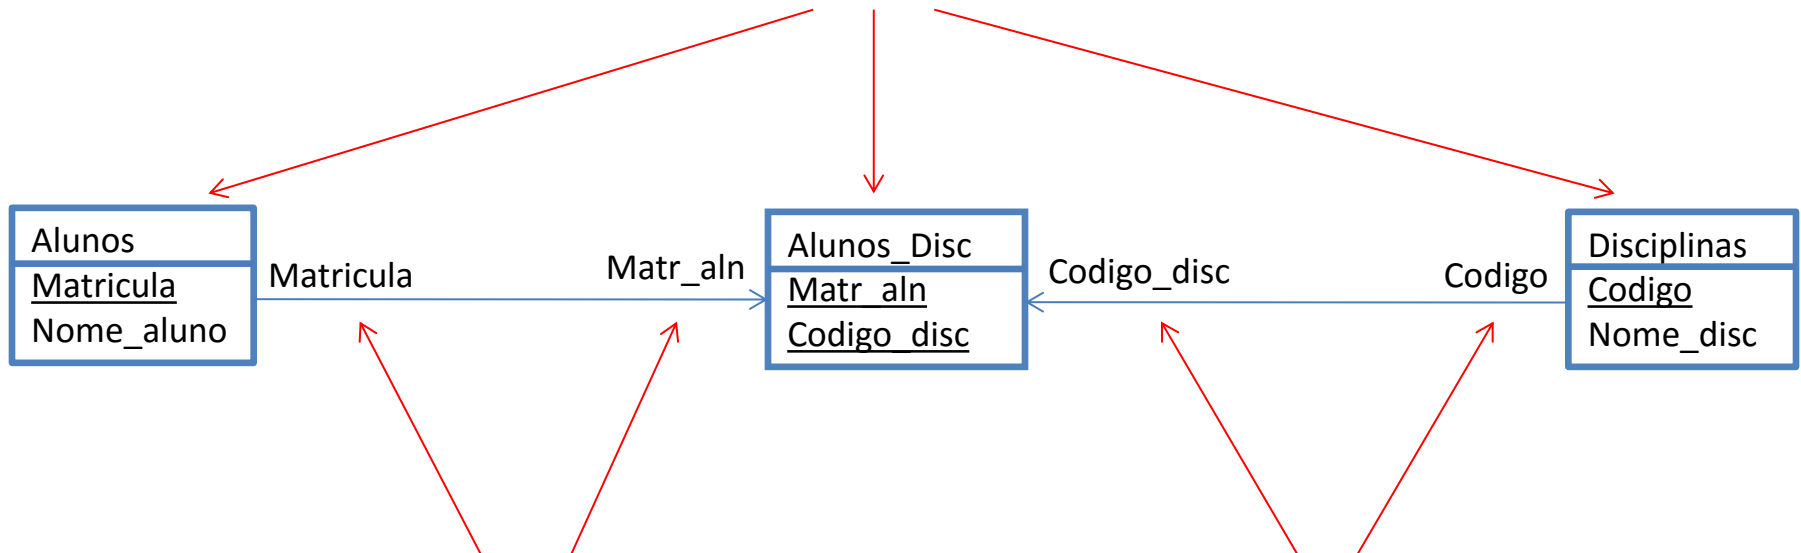 Alunos
Matricula
Nome_aluno
Matricula
Matr_aln
Alunos_Disc
Matr_aln
Codigo_disc
Codigo_disc
Codigo
Disciplinas
Codigo
Nome_disc